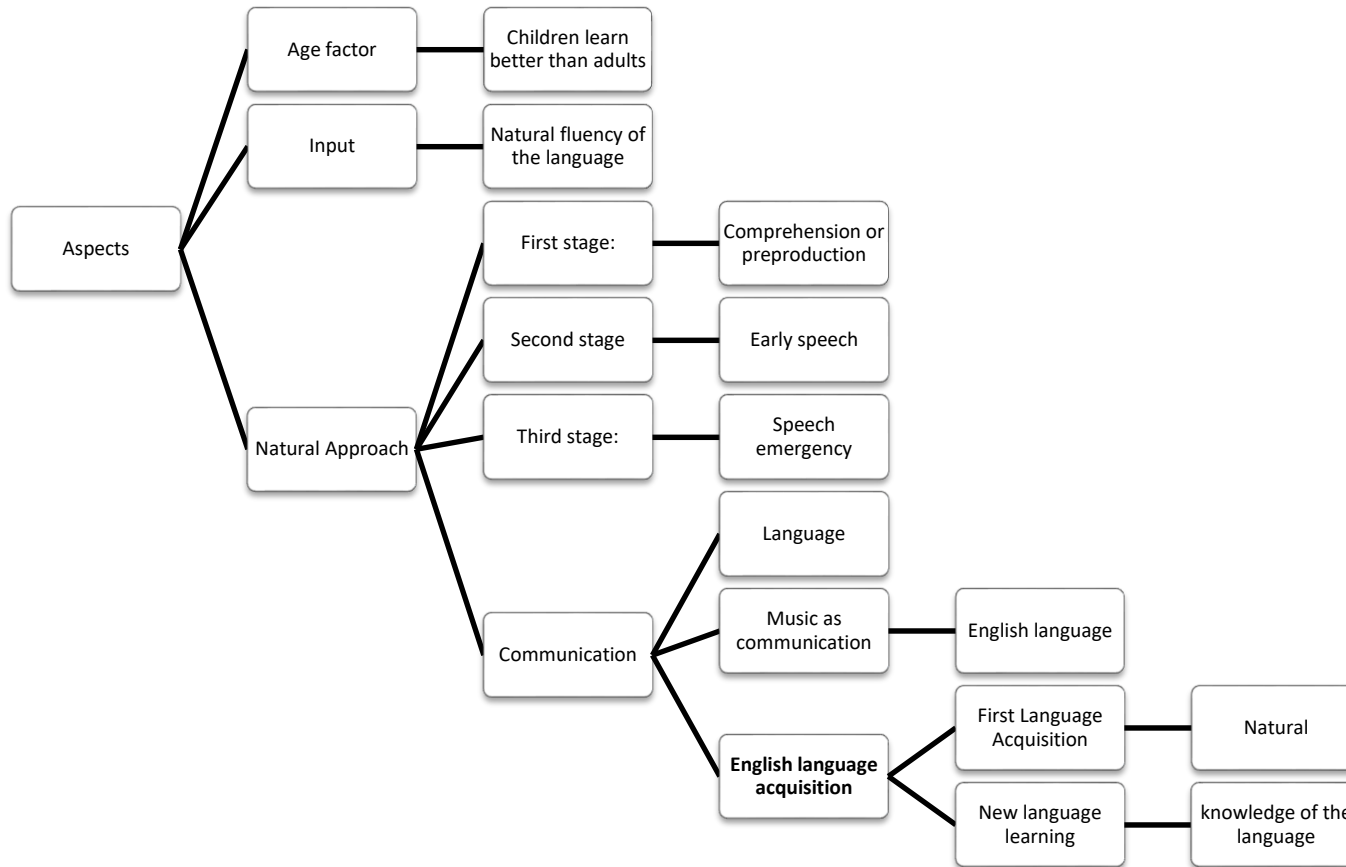 Aspects
Age factor
Children learn
better than adults
Input
Natural fluency of
the language
Natural Approach
First stage:
Comprehension or
preproduction
Second stage
Early speech
Third stage:
Speech
emergency
Communication
Language
Music as
communication
English language
English language
acquisition
First Language
Acquisition
Natural
New language
learning
knowledge of the
language